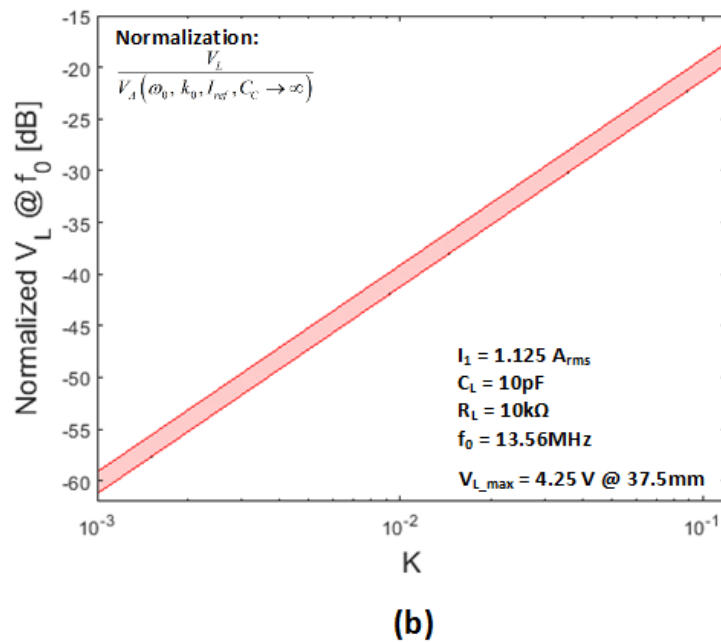 -15
-20
-25
-30
-35
-40
-45
-50
-55
-60
Normalized V_L @ f_0 [dB]
Normalization:
V_L
V_A(ω_0, k_0, I_ref, C_C → ∞)
I_1 = 1.125 A_rms
C_L = 10pF
R_L = 10kΩ
f_0 = 13.56MHz
V_L_max = 4.25 V @ 37.5mm
10^-3
10^-2
10^-1
K
(b)